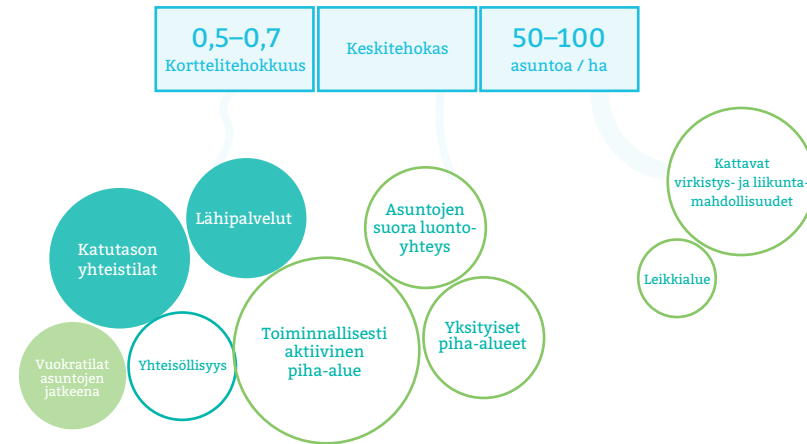 0,5–0,7
Korttelitehokkuus
Keskitehokas
50–100
asuntoa / ha
Kattavat
virkistys- ja liikunta-
mahdollisuudet
Leikkialue
Lähipalvelut
Katutason
yhteistilat
Asuntojen
suora luonto-
yhteys
Toiminnallisesti
aktiivinen
piha-alue
Yksityiset
piha-alueet
Yhteisöllisyys
Vuokratilat
asuntojen
jatkeena